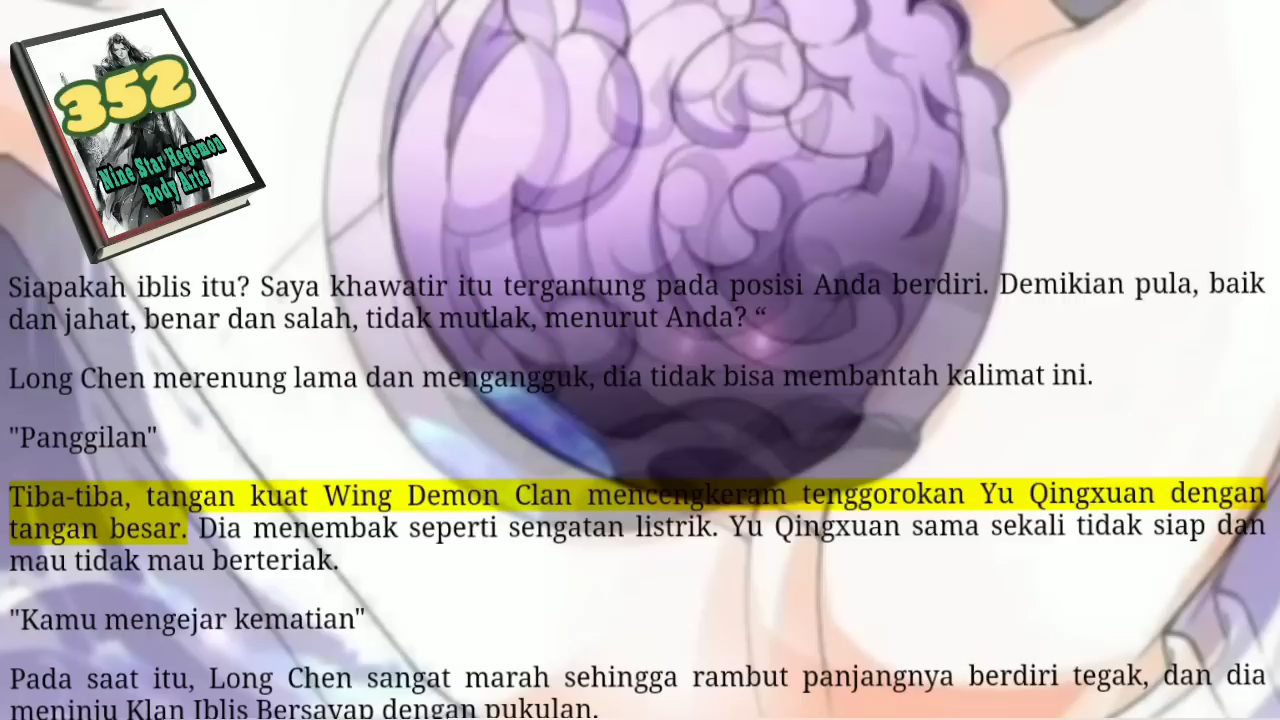 352
Nine Star Hegemon
Body Arts
Siapakah iblis itu? Saya khawatir itu tergantung pada posisi Anda berdiri. Demikian pula, baik
dan jahat, benar dan salah, tidak mutlak, menurut Anda? “
Long Chen merenung lama dan mengangguk, dia tidak bisa membantah kalimat ini.
"Panggilan"
Tiba-tiba, tangan kuat Wing Demon Clan mencengkeram tenggorokan Yu Qingxuan dengan
tangan besar. Dia menembak seperti sengatan listrik. Yu Qingxuan sama sekali tidak siap dan
mau tidak mau berteriak.
"Kamu mengejar kematian"
Pada saat itu, Long Chen sangat marah sehingga rambut panjangnya berdiri tegak, dan dia
meninju Klan Iblis Bersayap dengan pukulan.